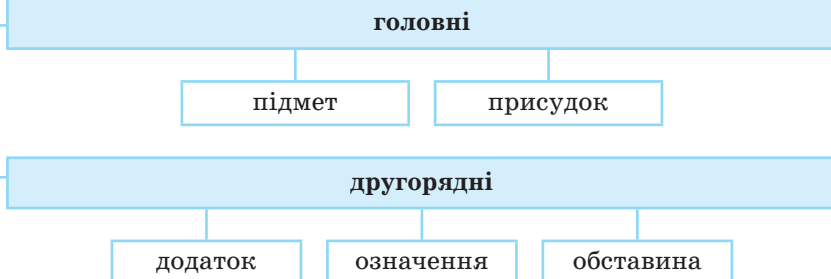 головні
підмет присудок
другорядні
додаток означення обставина